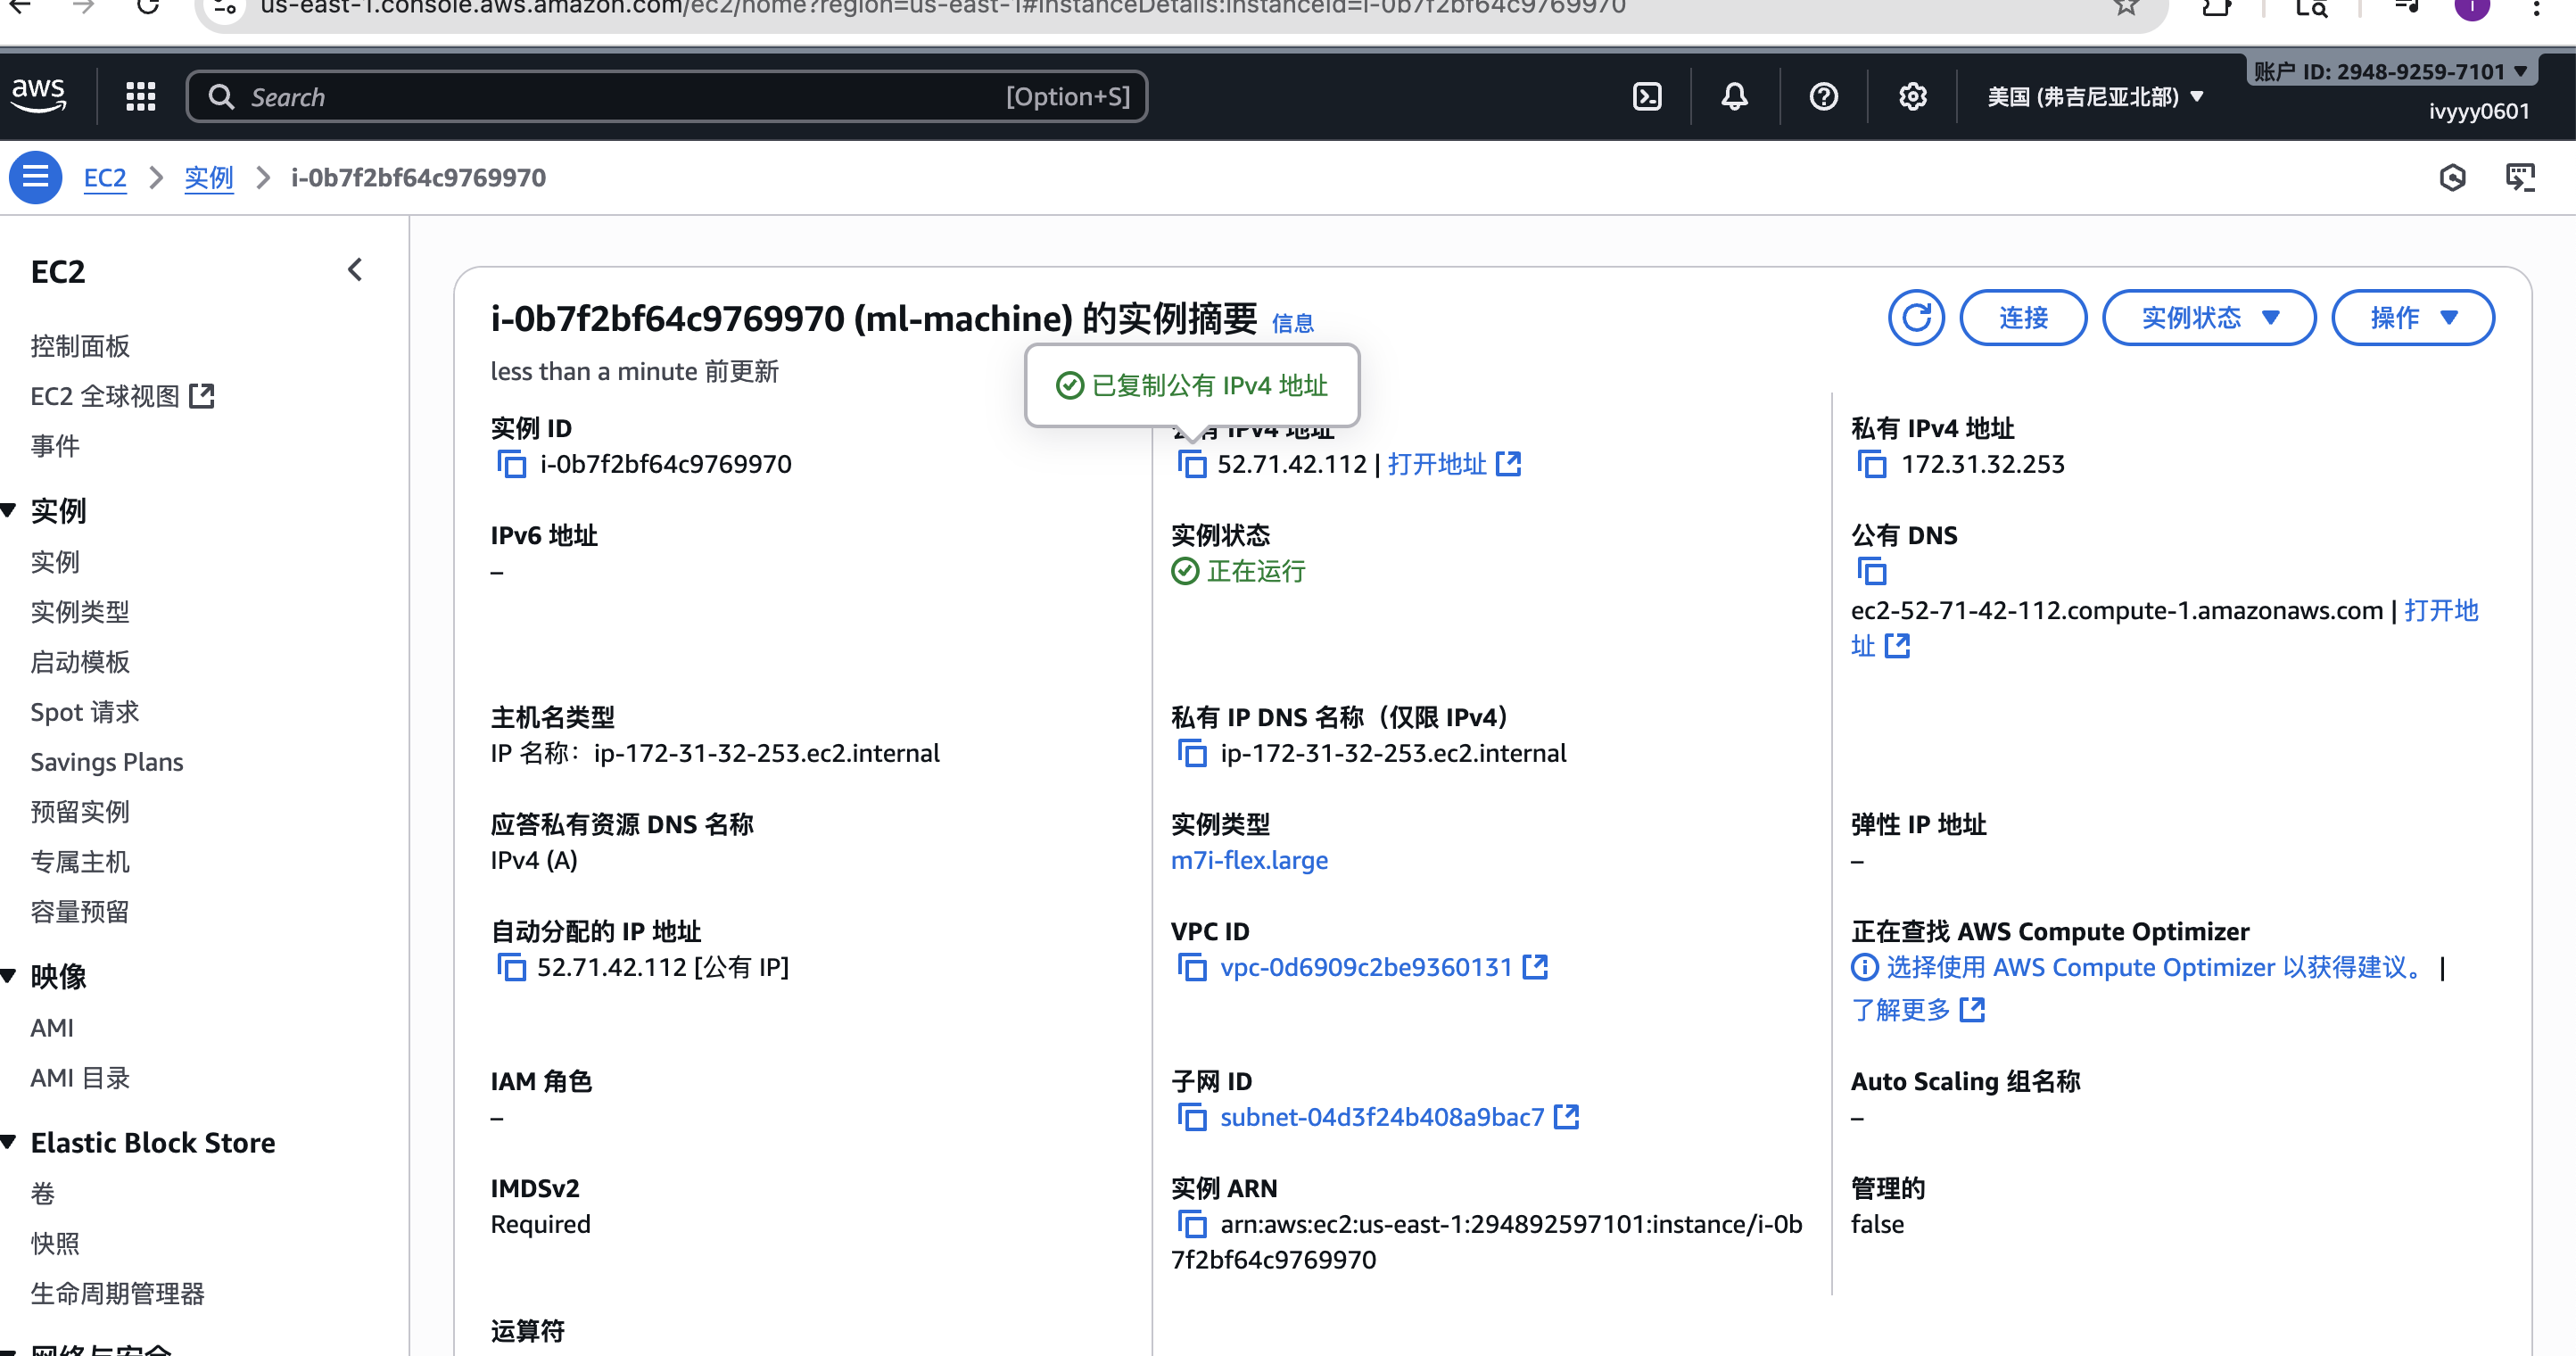 us-east-1.console.aws.amazon.com/ec2/home?region=us-east-1#InstanceDetails:instanceId=i-0b7f2bf64c9769970
aws
Search
[Option+S]
美国 (弗吉尼亚北部)
账户 ID: 2948-9259-7101
ivyyy0601
EC2
实例
i-0b7f2bf64c9769970
EC2
控制面板
EC2 全球视图
事件
实例
实例
实例类型
启动模板
Spot 请求
Savings Plans
预留实例
专属主机
容量预留
映像
AMI
AMI 目录
Elastic Block Store
卷
快照
生命周期管理器
网络与安全
i-0b7f2bf64c9769970 (ml-machine) 的实例摘要 信息
less than a minute 前更新
连接
实例状态
操作
已复制公有 IPv4 地址
实例 ID
i-0b7f2bf64c9769970
公有 IPv4 地址
52.71.42.112 | 打开地址
私有 IPv4 地址
172.31.32.253
IPv6 地址
–
实例状态
正在运行
公有 DNS
ec2-52-71-42-112.compute-1.amazonaws.com | 打开地
址
主机名类型
IP 名称：ip-172-31-32-253.ec2.internal
私有 IP DNS 名称（仅限 IPv4）
ip-172-31-32-253.ec2.internal
应答私有资源 DNS 名称
IPv4 (A)
实例类型
m7i-flex.large
弹性 IP 地址
–
自动分配的 IP 地址
52.71.42.112 [公有 IP]
VPC ID
vpc-0d6909c2be9360131
正在查找 AWS Compute Optimizer
选择使用 AWS Compute Optimizer 以获得建议。 |
了解更多
IAM 角色
–
子网 ID
subnet-04d3f24b408a9bac7
Auto Scaling 组名称
–
IMDSv2
Required
实例 ARN
arn:aws:ec2:us-east-1:294892597101:instance/i-0b
7f2bf64c9769970
管理的
false
运算符